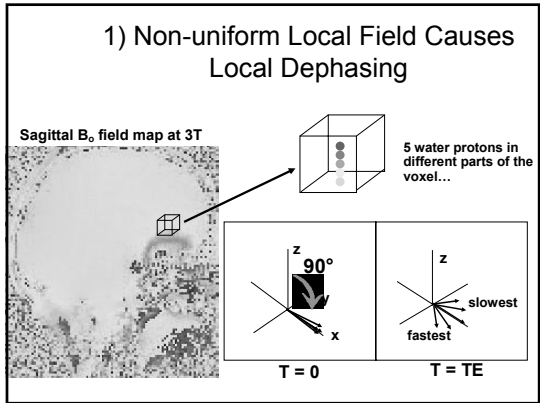 1) Non-uniform Local Field Causes
Local Dephasing
Sagittal Bo field map at 3T
5 water protons in
different parts of the
voxel…
z
90°
y
x
T = 0
z
slowest
fastest
T = TE